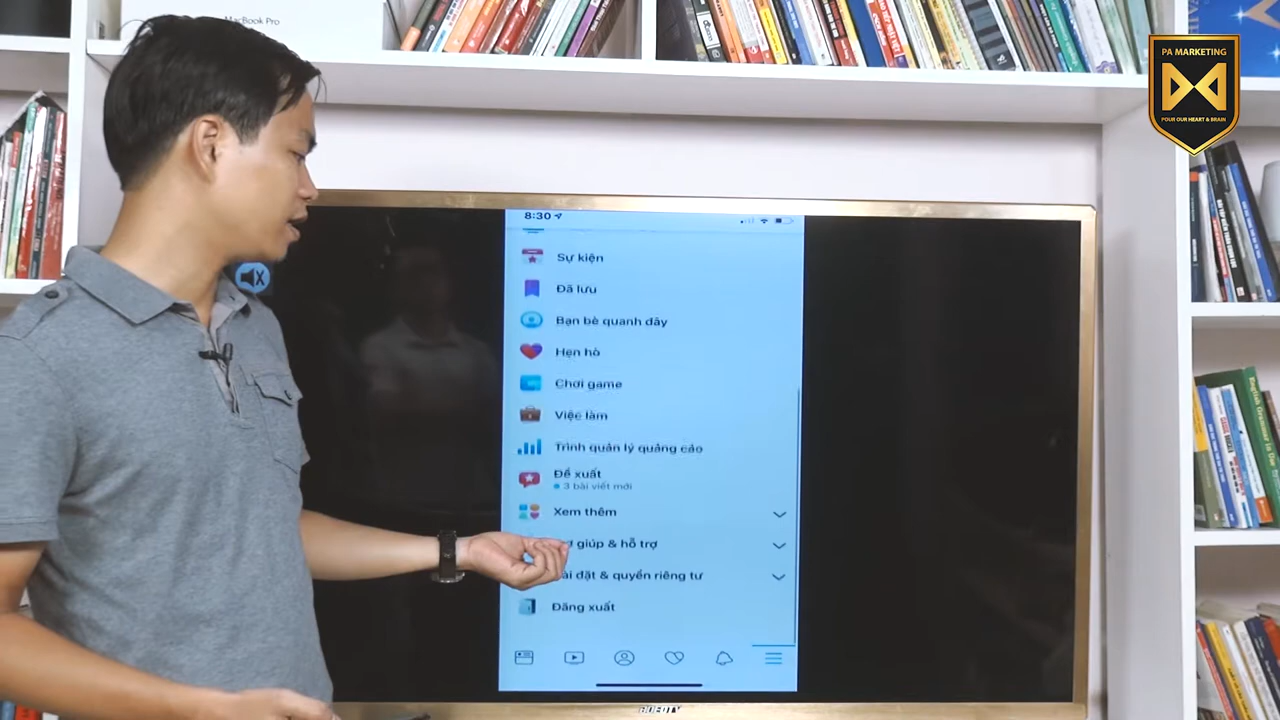 MacBook Pro
PA MARKETING
POUR OUR HEART & BRAIN
8:30
Sự kiện
Đã lưu
Bạn bè quanh đây
Hẹn hò
Chơi game
Việc làm
Trình quản lý quảng cáo
Đề xuất
3 bài viết mới
Xem thêm
giúp & hỗ trợ
đặt & quyền riêng tư
Đăng xuất